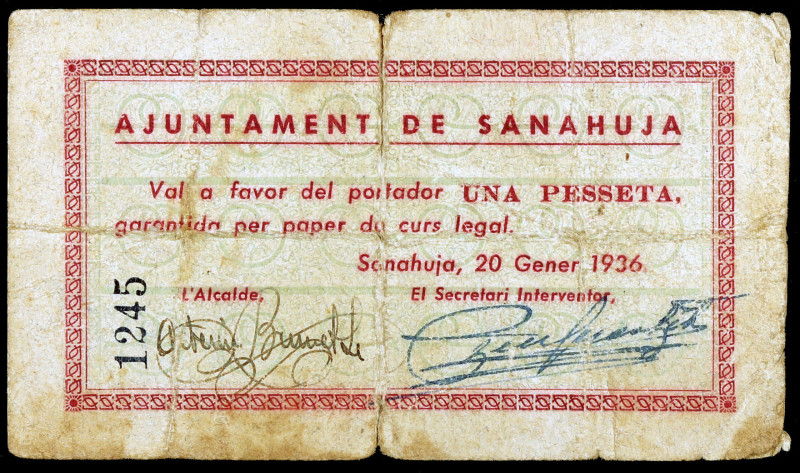 AJUNTAMENT DE SANAHUJA
Val a favor del portador UNA PESSETA,
garantida per paper de curs legal.
Sanahuja, 20 Gener 1936
L'Alcalde, El Secretari Interventor,
1245